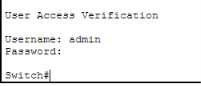 User Access Verification
Username: admin
Password:
Switch#